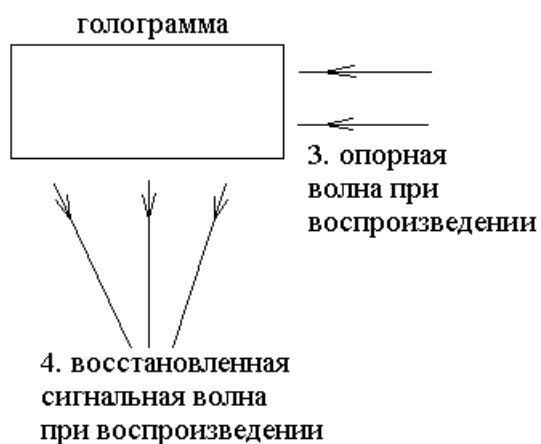 голограмма
3. опорная
волна при
воспроизведении
4. восстановленная
сигнальная волна
при воспроизведении